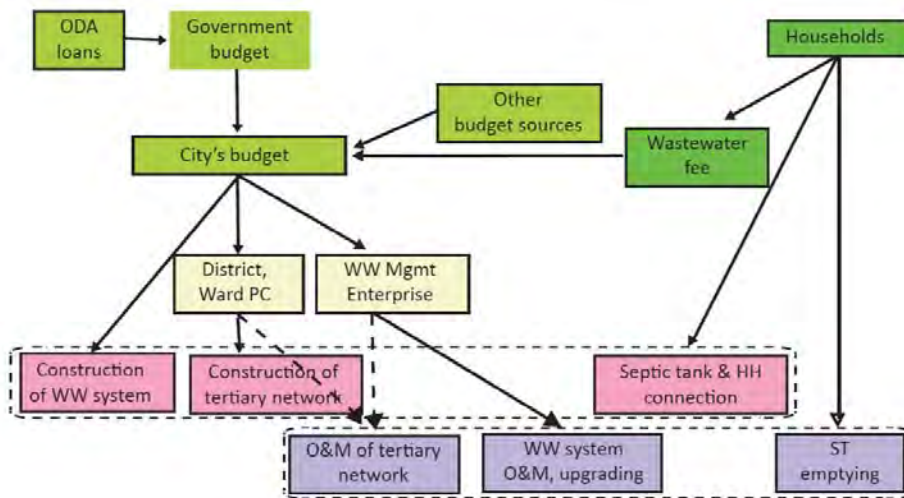 ODA
loans
Government
budget
Households
Other
budget sources
City's budget
Wastewater
fee
District,
Ward PC
WW Mgmt
Enterprise
Construction
of WW system
Construction of
tertiary network
Septic tank & HH
connection
O&M of tertiary
network
WW system
O&M, upgrading
ST
emptying